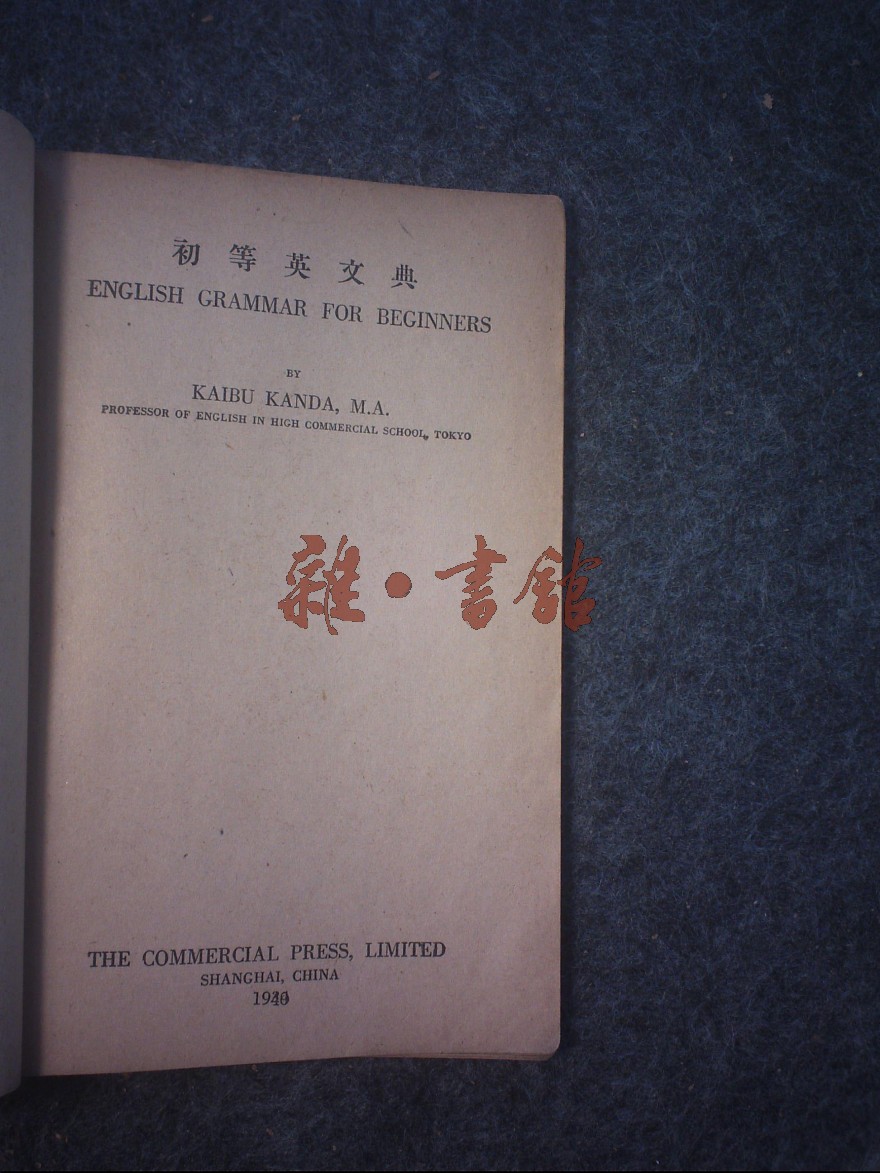 初等英文典
ENGLISH GRAMMAR FOR BEGINNERS
BY
KAIBU KANDA, M.A.
PROFESSOR OF ENGLISH IN HIGH COMMERCIAL SCHOOL, TOKYO
雜·書館
THE COMMERCIAL PRESS, LIMITED
SHANGHAI, CHINA